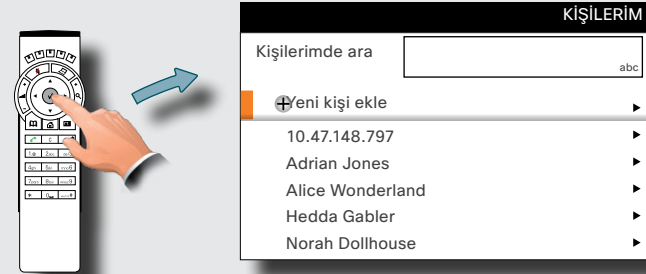 KİŞİLERİM
Kişilerimde ara
abc
Yeni kişi ekle
10.47.148.797
Adrian Jones
Alice Wonderland
Hedda Gabler
Norah Dollhouse